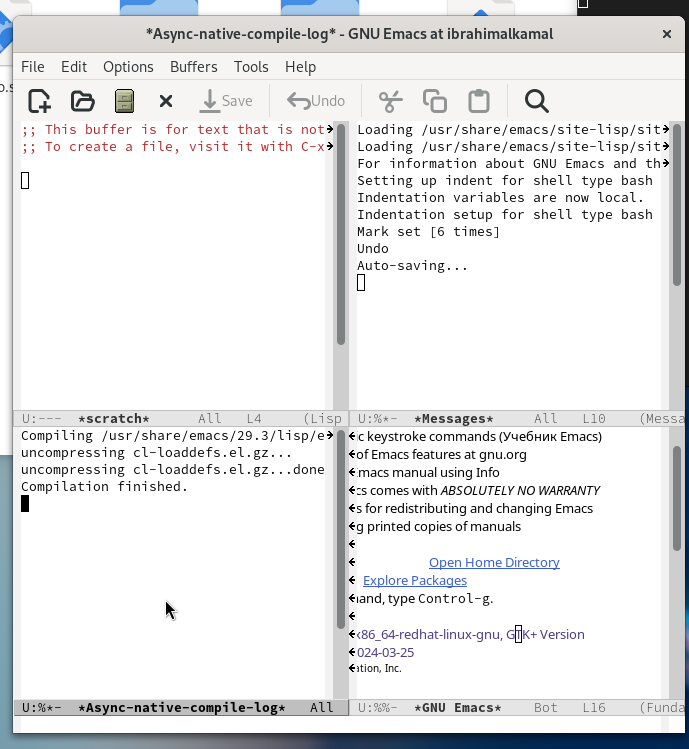 *Async-native-compile-log* - GNU Emacs at ibrahimalkamal
File Edit Options Buffers Tools Help
Save Undo
;; This buffer is for text that is not
;; To create a file, visit it with C-x
U:--- *scratch* All L4 (Lisp
Loading /usr/share/emacs/site-lisp/sit
Loading /usr/share/emacs/site-lisp/sit
For information about GNU Emacs and th
Setting up indent for shell type bash
Indentation variables are now local.
Indentation setup for shell type bash
Mark set [6 times]
Undo
Auto-saving...
U:%*- *Messages* All L10 (Messa
Compiling /usr/share/emacs/29.3/lisp/e
uncompressing cl-loaddefs.el.gz...
uncompressing cl-loaddefs.el.gz...done
Compilation finished.
U:%*- *Async-native-compile-log* All
c keystroke commands (Учебник Emacs)
of Emacs features at gnu.org
macs manual using Info
cs comes with ABSOLUTELY NO WARRANTY
s for redistributing and changing Emacs
g printed copies of manuals
Open Home Directory
Explore Packages
and, type Control-g.
x86_64-redhat-linux-gnu, GTK+ Version
024-03-25
ation, Inc.
U:%%- *GNU Emacs* Bot L16 (Funda